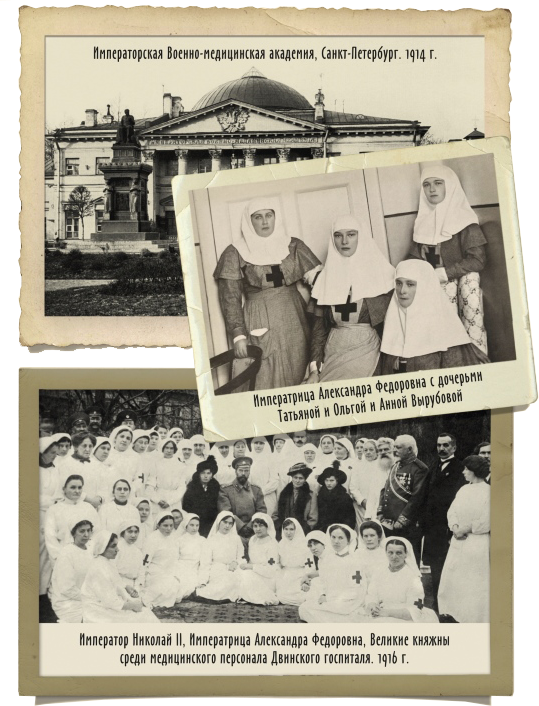 Императорская Военно-медицинская академия, Санкт-Петербург. 1914 г.
Императрица Александра Федоровна с дочерьми
Татьяной и Ольгой и Анной Вырубовой
Император Николай II, Императрица Александра Федоровна, Великие княжны
среди медицинского персонала Двинского госпиталя. 1916 г.